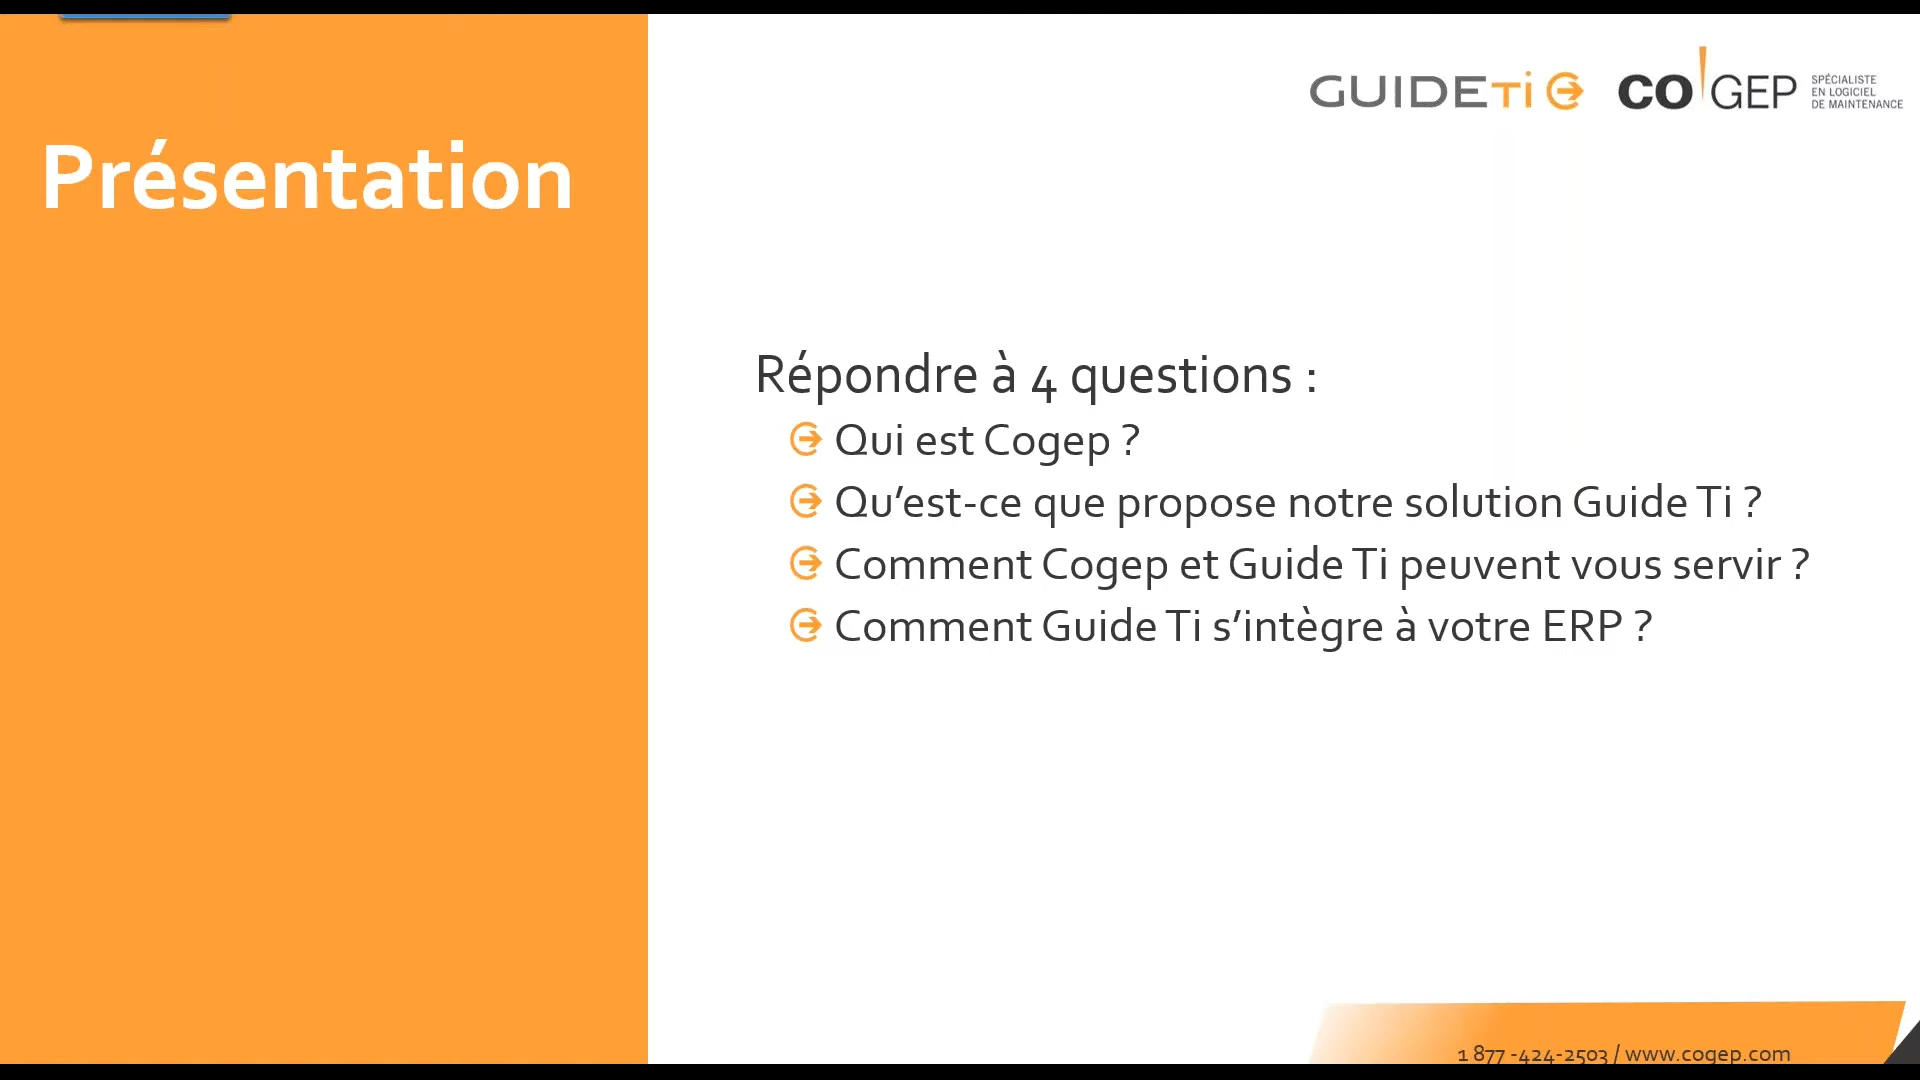 Présentation
GUIDETi
CO!GEP
SPÉCIALISTE
EN LOGICIEL
DE MAINTENANCE
Répondre à 4 questions :
Qui est Cogep ?
Qu’est-ce que propose notre solution Guide Ti ?
Comment Cogep et Guide Ti peuvent vous servir ?
Comment Guide Ti s’intègre à votre ERP ?
1 877 -424-2503 / www.cogep.com